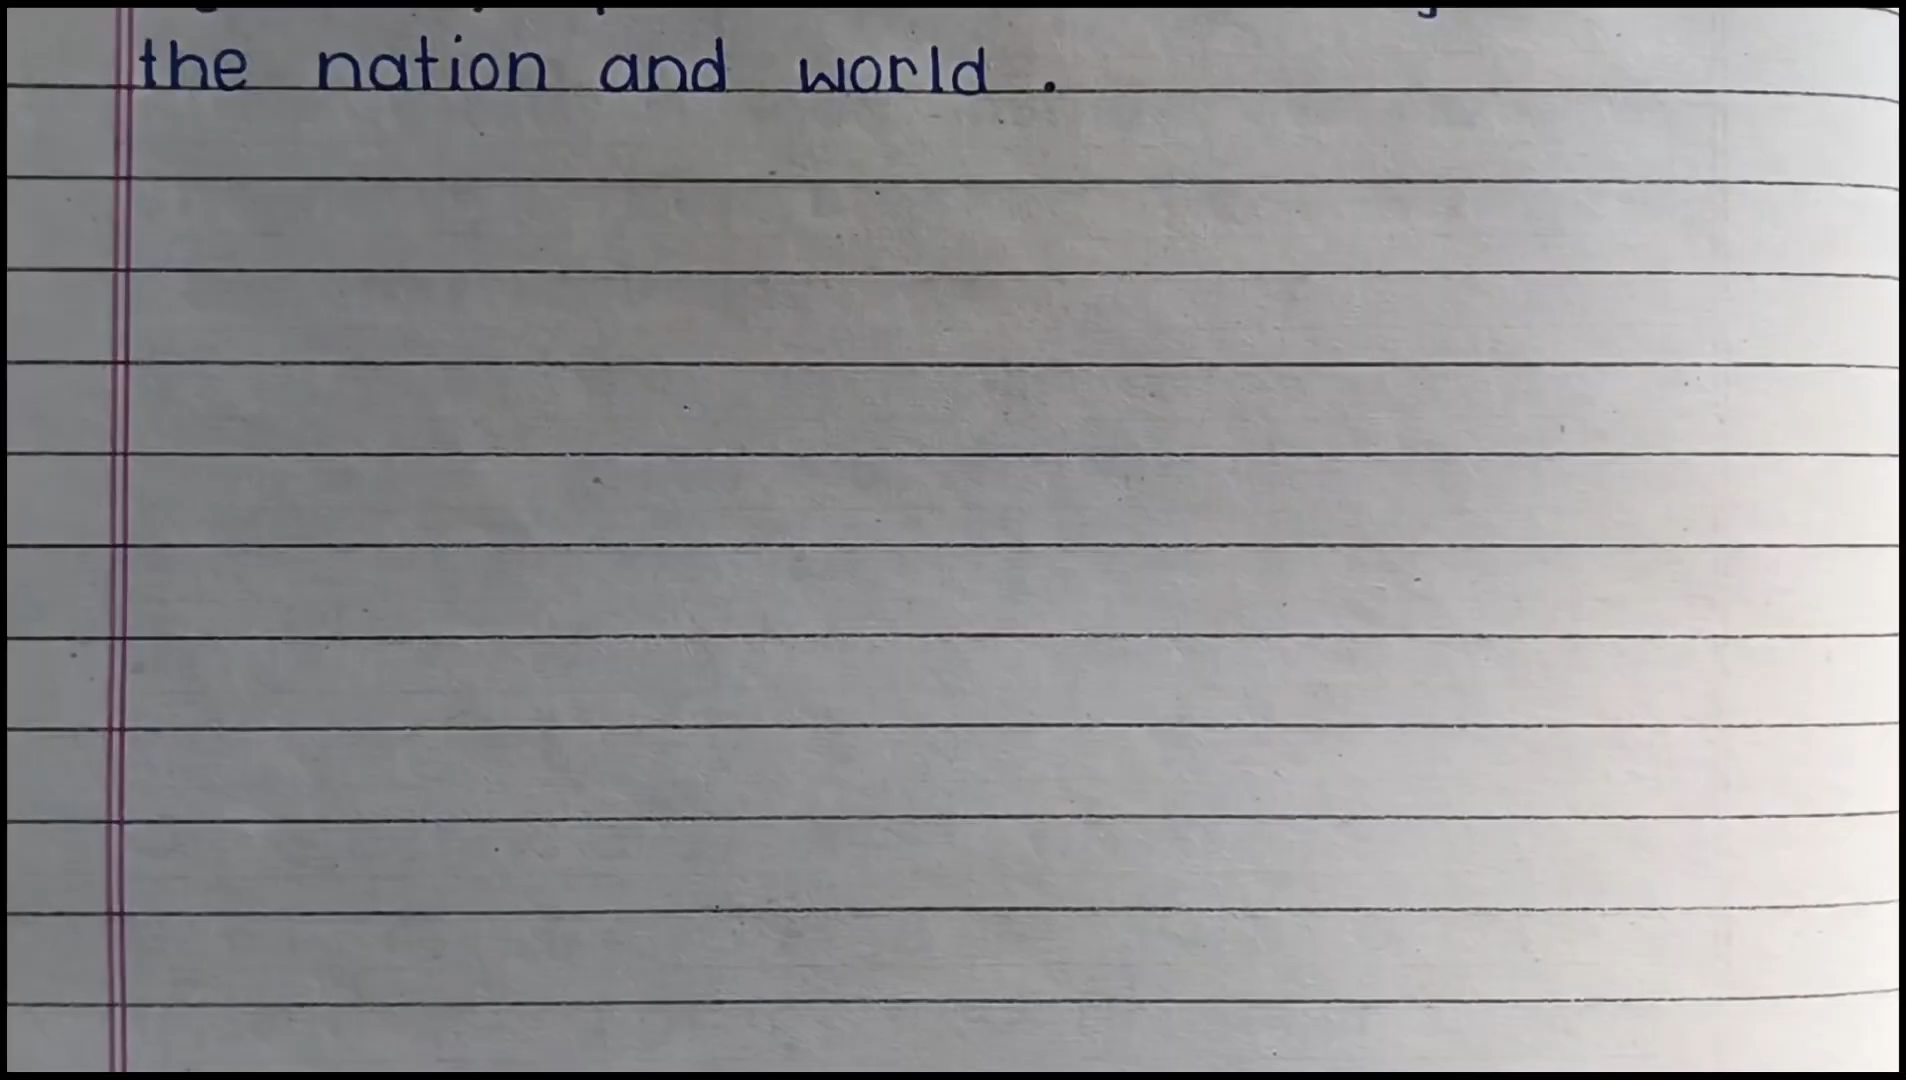 the nation and world .